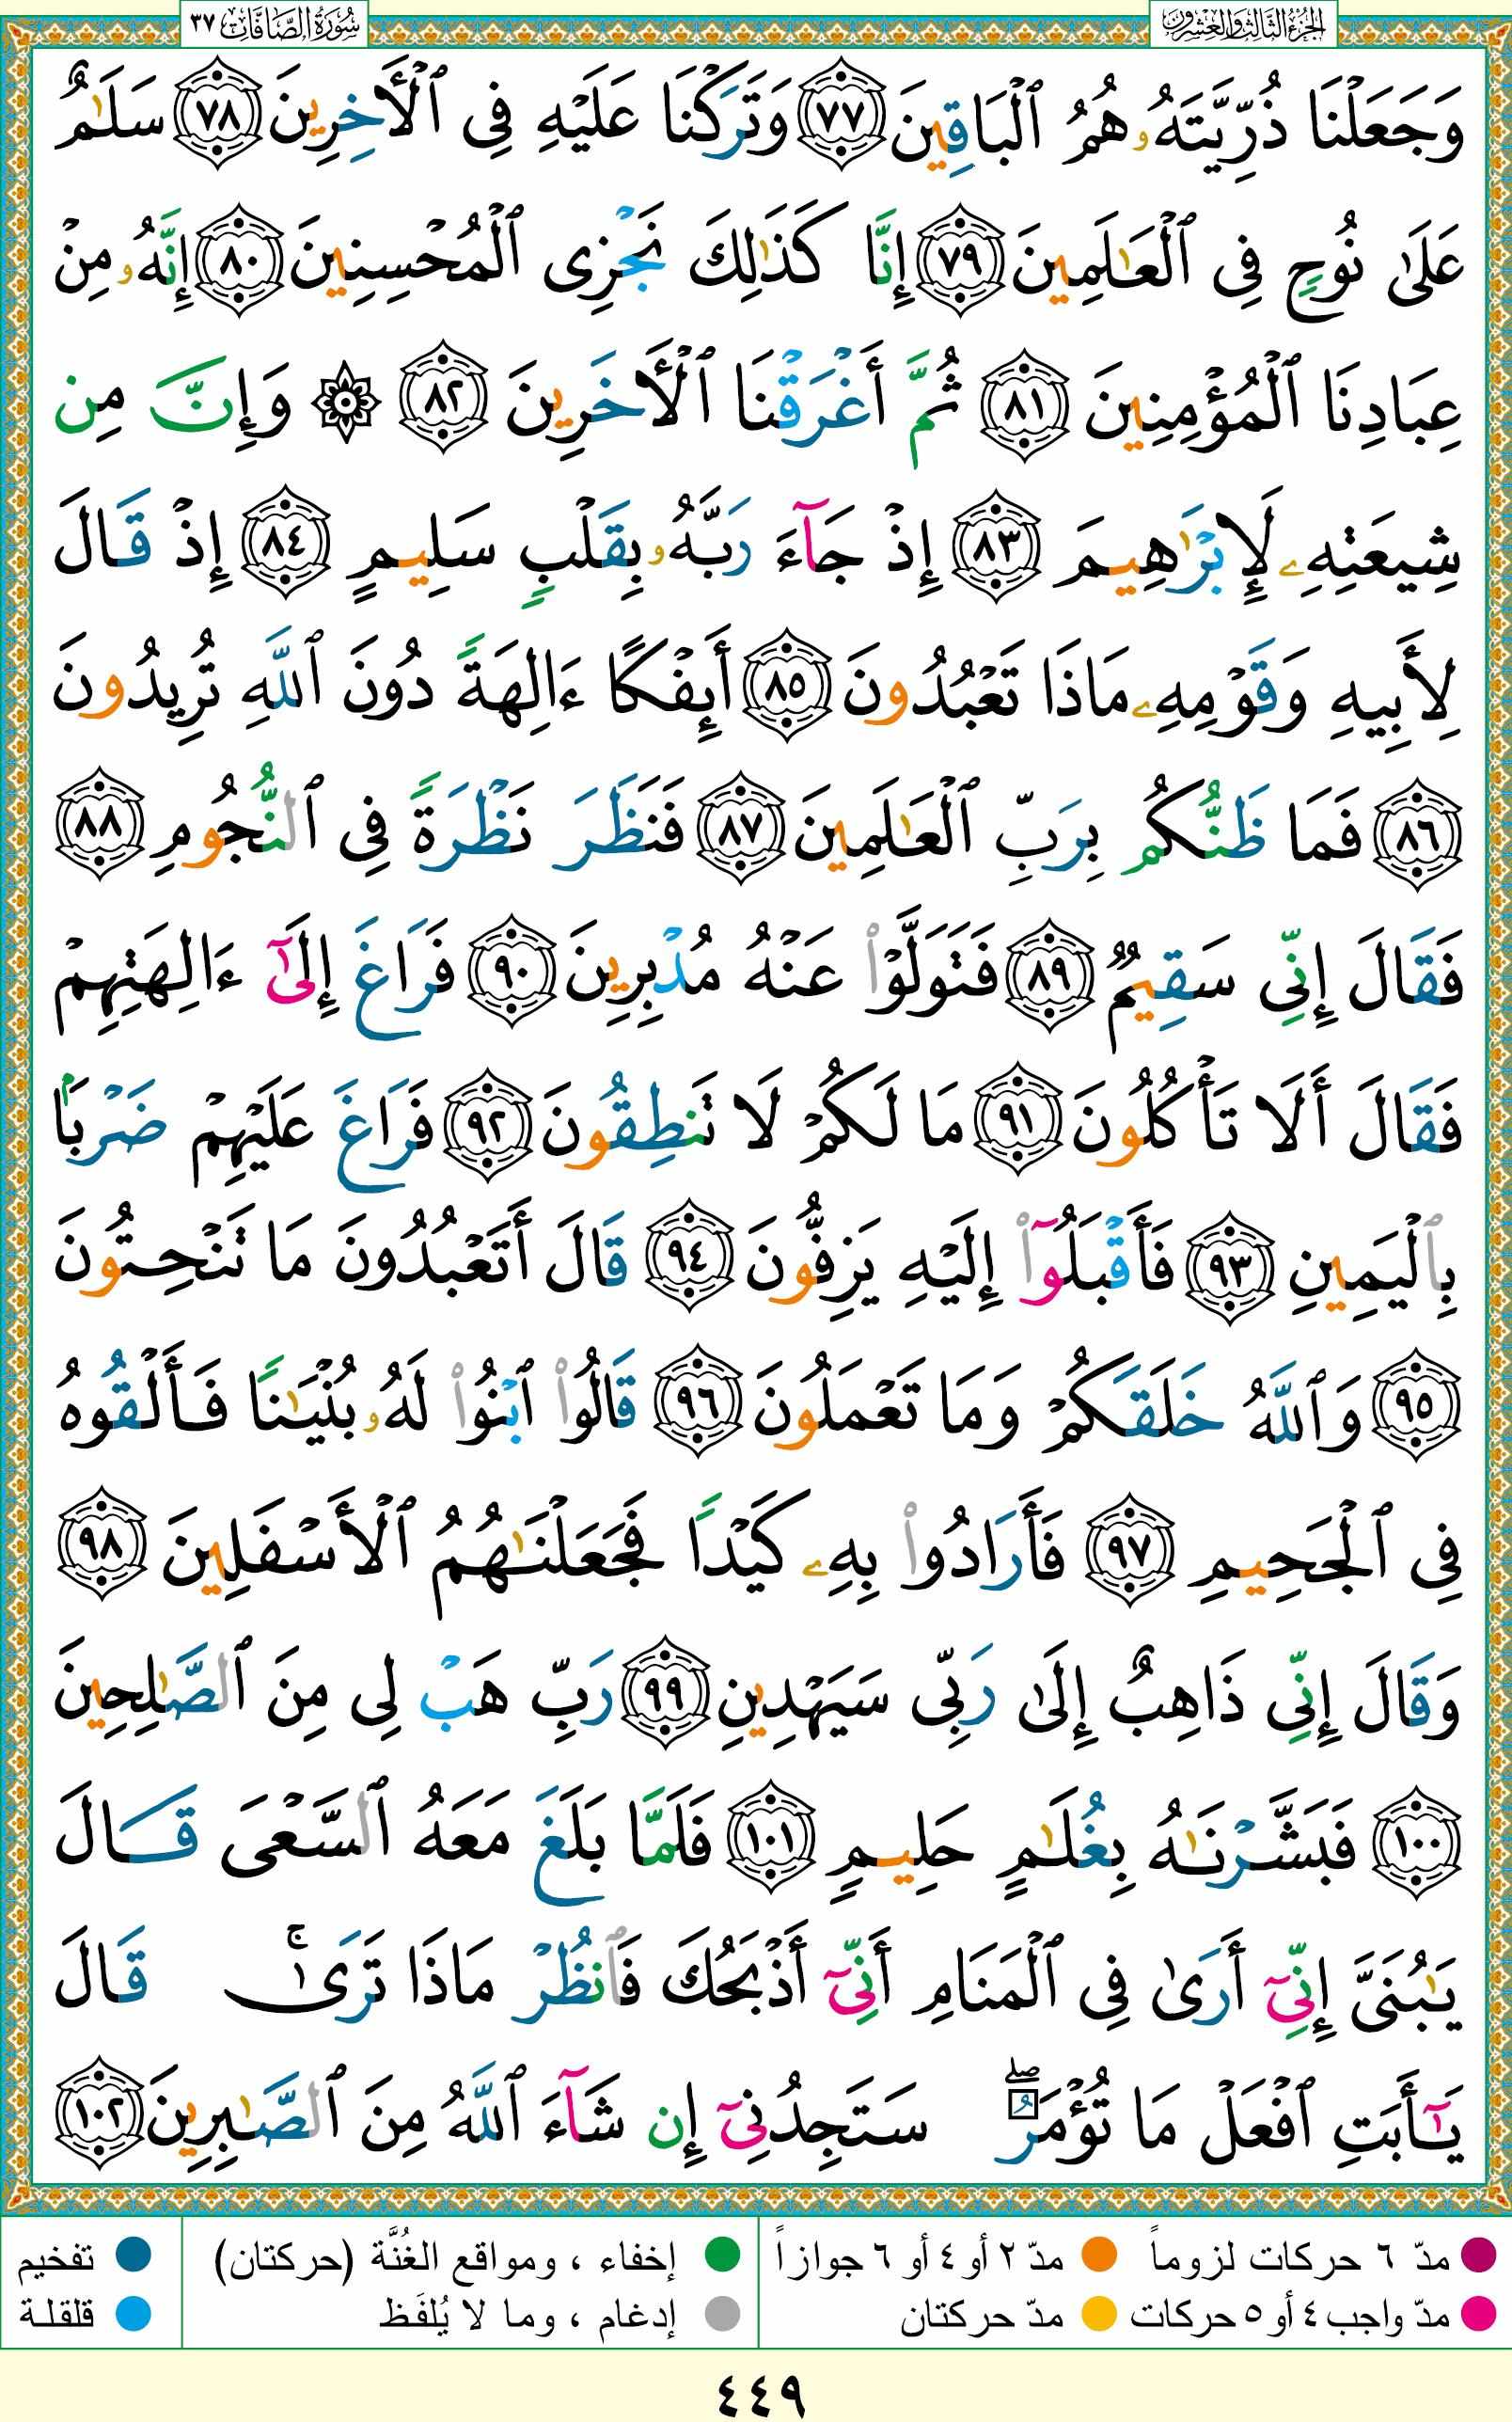 الجزء الثالث والعشرون
سورة الصافات ٣٧
وَجَعَلْنَا ذُرِّيَّتَهُۥ هُمُ ٱلْبَاقِينَ ٧٧ وَتَرَكْنَا عَلَيْهِ فِى ٱلْأَخِرِينَ ٧٨ سَلَٰمٌ
عَلَىٰ نُوحٍ فِى ٱلْعَٰلَمِينَ ٧٩ إِنَّا كَذَٰلِكَ نَجْزِى ٱلْمُحْسِنِينَ ٨٠ إِنَّهُۥ مِنْ
عِبَادِنَا ٱلْمُؤْمِنِينَ ٨١ ثُمَّ أَغْرَقْنَا ٱلْأَخَرِينَ ٨٢ ۞ وَإِنَّ مِن
شِيعَتِهِۦ لَإِبْرَٰهِيمَ ٨٣ إِذْ جَآءَ رَبَّهُۥ بِقَلْبٍ سَلِيمٍ ٨٤ إِذْ قَالَ
لِأَبِيهِ وَقَوْمِهِۦ مَاذَا تَعْبُدُونَ ٨٥ أَئِفْكًا ءَالِهَةً دُونَ ٱللَّهِ تُرِيدُونَ
٨٦ فَمَا ظَنُّكُم بِرَبِّ ٱلْعَٰلَمِينَ ٨٧ فَنَظَرَ نَظْرَةً فِى ٱلنُّجُومِ ٨٨
فَقَالَ إِنِّى سَقِيمٌ ٨٩ فَتَوَلَّوْا۟ عَنْهُ مُدْبِرِينَ ٩٠ فَرَاغَ إِلَىٰٓ ءَالِهَتِهِمْ
فَقَالَ أَلَا تَأْكُلُونَ ٩١ مَا لَكُمْ لَا تَنطِقُونَ ٩٢ فَرَاغَ عَلَيْهِمْ ضَرْبًۢا
بِٱلْيَمِينِ ٩٣ فَأَقْبَلُوٓا۟ إِلَيْهِ يَزِفُّونَ ٩٤ قَالَ أَتَعْبُدُونَ مَا تَنْحِتُونَ
٩٥ وَٱللَّهُ خَلَقَكُمْ وَمَا تَعْمَلُونَ ٩٦ قَالُوا۟ ٱبْنُوا۟ لَهُۥ بُنْيَٰنًا فَأَلْقُوهُ
فِى ٱلْجَحِيمِ ٩٧ فَأَرَادُوا۟ بِهِۦ كَيْدًا فَجَعَلْنَٰهُمُ ٱلْأَسْفَلِينَ ٩٨
وَقَالَ إِنِّى ذَاهِبٌ إِلَىٰ رَبِّى سَيَهْدِينِ ٩٩ رَبِّ هَبْ لِى مِنَ ٱلصَّٰلِحِينَ
١٠٠ فَبَشَّرْنَٰهُ بِغُلَٰمٍ حَلِيمٍ ١٠١ فَلَمَّا بَلَغَ مَعَهُ ٱلسَّعْىَ قَالَ
يَٰبُنَىَّ إِنِّىٓ أَرَىٰ فِى ٱلْمَنَامِ أَنِّىٓ أَذْبَحُكَ فَٱنظُرْ مَاذَا تَرَىٰ ۚ قَالَ
يَٰٓأَبَتِ ٱفْعَلْ مَا تُؤْمَرُ ۖ سَتَجِدُنِىٓ إِن شَآءَ ٱللَّهُ مِنَ ٱلصَّٰبِرِينَ ١٠٢
مدّ ٦ حركات لزوماً مدّ ٢ أو ٤ أو ٦ جوازاً إخفاء ، ومواقع الغُنَّة (حركتان) تفخيم
مدّ واجب ٤ أو ٥ حركات مدّ حركتان إدغام ، وما لا يُلفَظ قلقلة
٤٤٩